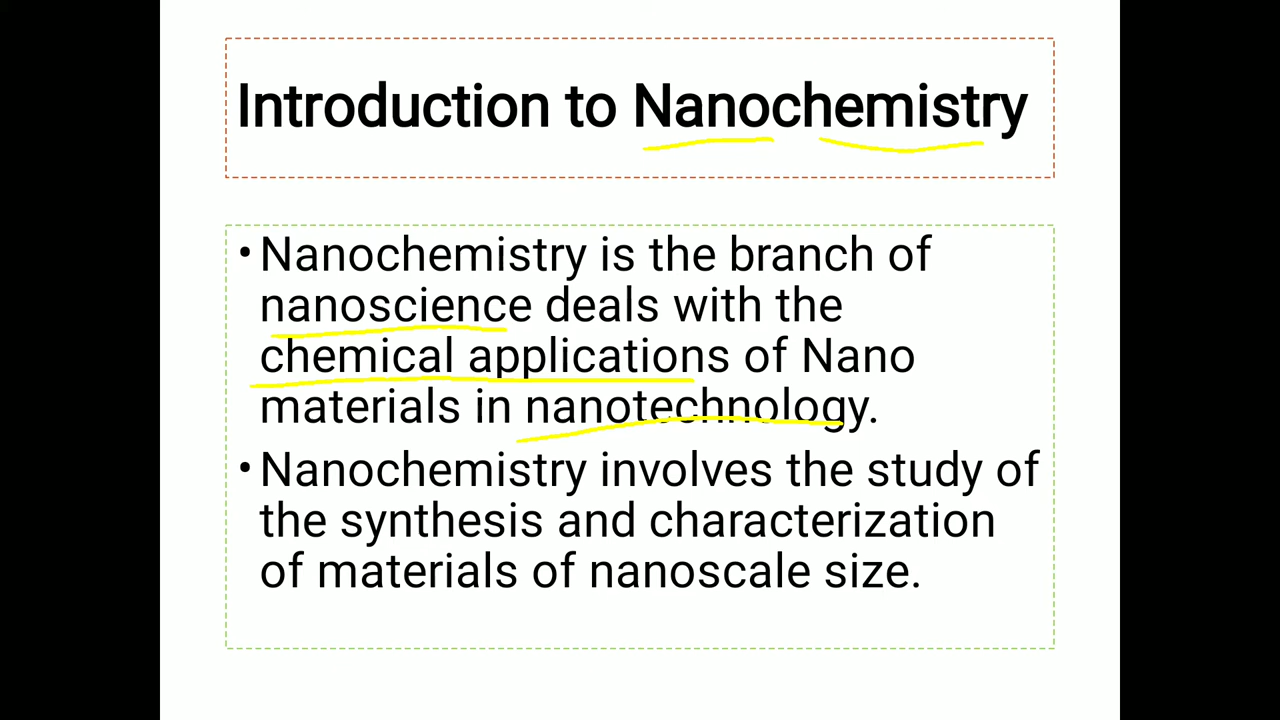 Introduction to Nanochemistry
• Nanochemistry is the branch of
nanoscience deals with the
chemical applications of Nano
materials in nanotechnology.
• Nanochemistry involves the study of
the synthesis and characterization
of materials of nanoscale size.